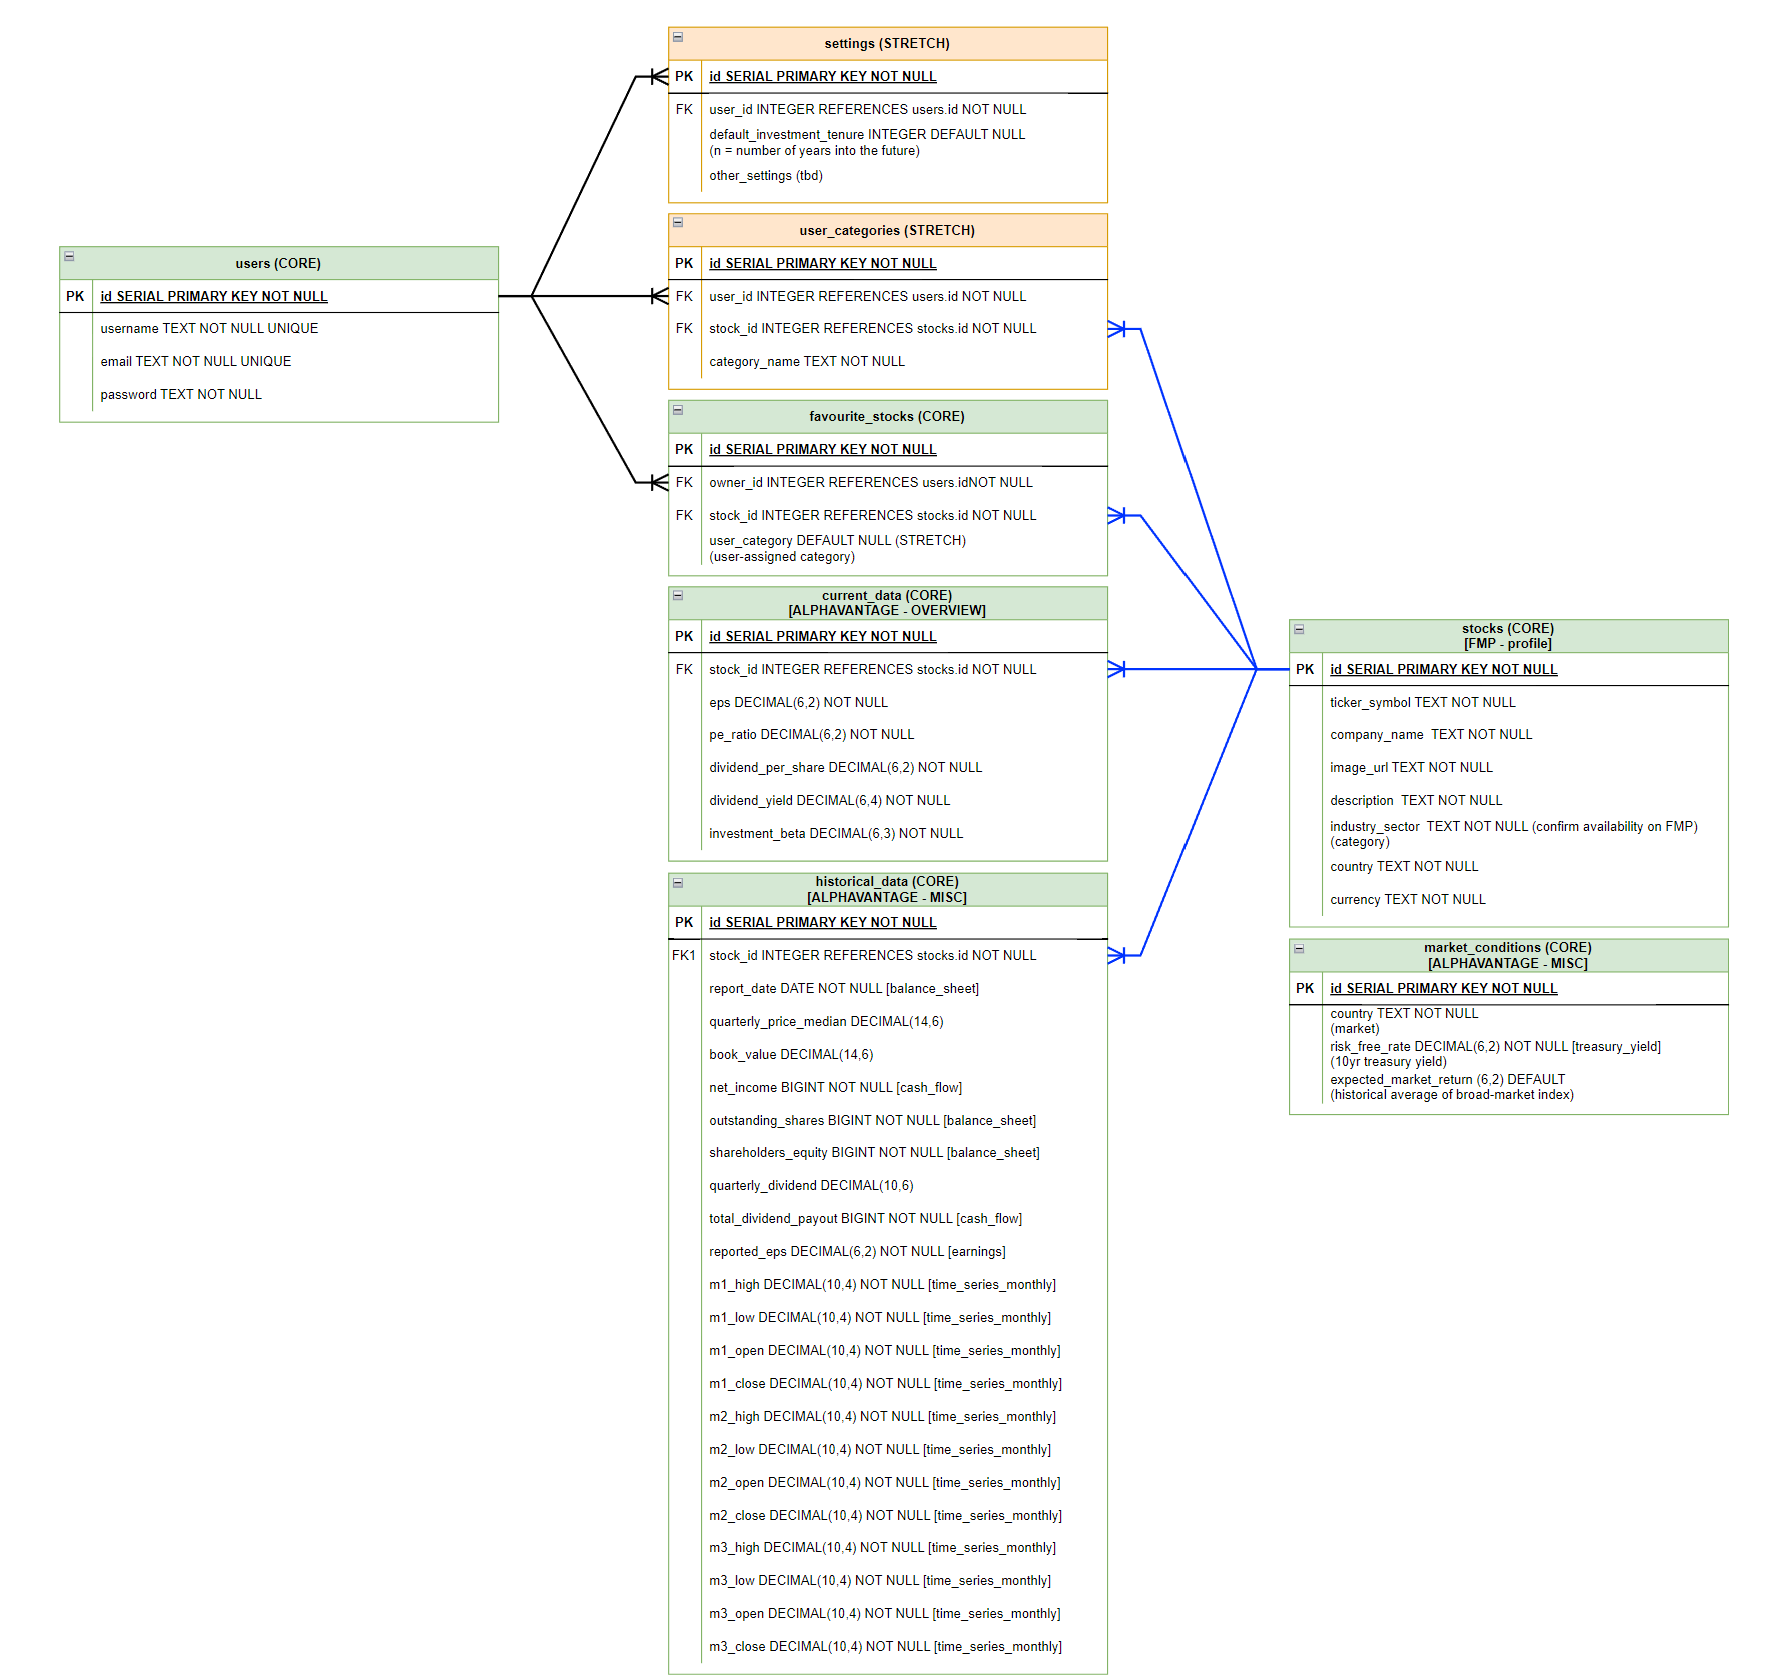 settings (STRETCH)
PK id SERIAL PRIMARY KEY NOT NULL
FK user_id INTEGER REFERENCES users.id NOT NULL
default_investment_tenure INTEGER DEFAULT NULL
(n = number of years into the future)
other_settings (tbd)
user_categories (STRETCH)
PK id SERIAL PRIMARY KEY NOT NULL
FK user_id INTEGER REFERENCES users.id NOT NULL
FK stock_id INTEGER REFERENCES stocks.id NOT NULL
category_name TEXT NOT NULL
users (CORE)
PK id SERIAL PRIMARY KEY NOT NULL
username TEXT NOT NULL UNIQUE
email TEXT NOT NULL UNIQUE
password TEXT NOT NULL
favourite_stocks (CORE)
PK id SERIAL PRIMARY KEY NOT NULL
FK owner_id INTEGER REFERENCES users.idNOT NULL
FK stock_id INTEGER REFERENCES stocks.id NOT NULL
user_category DEFAULT NULL (STRETCH)
(user-assigned category)
current_data (CORE)
[ALPHAVANTAGE - OVERVIEW]
PK id SERIAL PRIMARY KEY NOT NULL
FK stock_id INTEGER REFERENCES stocks.id NOT NULL
eps DECIMAL(6,2) NOT NULL
pe_ratio DECIMAL(6,2) NOT NULL
dividend_per_share DECIMAL(6,2) NOT NULL
dividend_yield DECIMAL(6,4) NOT NULL
investment_beta DECIMAL(6,3) NOT NULL
stocks (CORE)
[FMP - profile]
PK id SERIAL PRIMARY KEY NOT NULL
ticker_symbol TEXT NOT NULL
company_name TEXT NOT NULL
image_url TEXT NOT NULL
description TEXT NOT NULL
industry_sector TEXT NOT NULL (confirm availability on FMP)
(category)
country TEXT NOT NULL
currency TEXT NOT NULL
historical_data (CORE)
[ALPHAVANTAGE - MISC]
PK id SERIAL PRIMARY KEY NOT NULL
FK1 stock_id INTEGER REFERENCES stocks.id NOT NULL
report_date DATE NOT NULL [balance_sheet]
quarterly_price_median DECIMAL(14,6)
book_value DECIMAL(14,6)
net_income BIGINT NOT NULL [cash_flow]
outstanding_shares BIGINT NOT NULL [balance_sheet]
shareholders_equity BIGINT NOT NULL [balance_sheet]
quarterly_dividend DECIMAL(10,6)
total_dividend_payout BIGINT NOT NULL [cash_flow]
reported_eps DECIMAL(6,2) NOT NULL [earnings]
m1_high DECIMAL(10,4) NOT NULL [time_series_monthly]
m1_low DECIMAL(10,4) NOT NULL [time_series_monthly]
m1_open DECIMAL(10,4) NOT NULL [time_series_monthly]
m1_close DECIMAL(10,4) NOT NULL [time_series_monthly]
m2_high DECIMAL(10,4) NOT NULL [time_series_monthly]
m2_low DECIMAL(10,4) NOT NULL [time_series_monthly]
m2_open DECIMAL(10,4) NOT NULL [time_series_monthly]
m2_close DECIMAL(10,4) NOT NULL [time_series_monthly]
m3_high DECIMAL(10,4) NOT NULL [time_series_monthly]
m3_low DECIMAL(10,4) NOT NULL [time_series_monthly]
m3_open DECIMAL(10,4) NOT NULL [time_series_monthly]
m3_close DECIMAL(10,4) NOT NULL [time_series_monthly]
market_conditions (CORE)
[ALPHAVANTAGE - MISC]
PK id SERIAL PRIMARY KEY NOT NULL
country TEXT NOT NULL
(market)
risk_free_rate DECIMAL(6,2) NOT NULL [treasury_yield]
(10yr treasury yield)
expected_market_return (6,2) DEFAULT
(historical average of broad-market index)